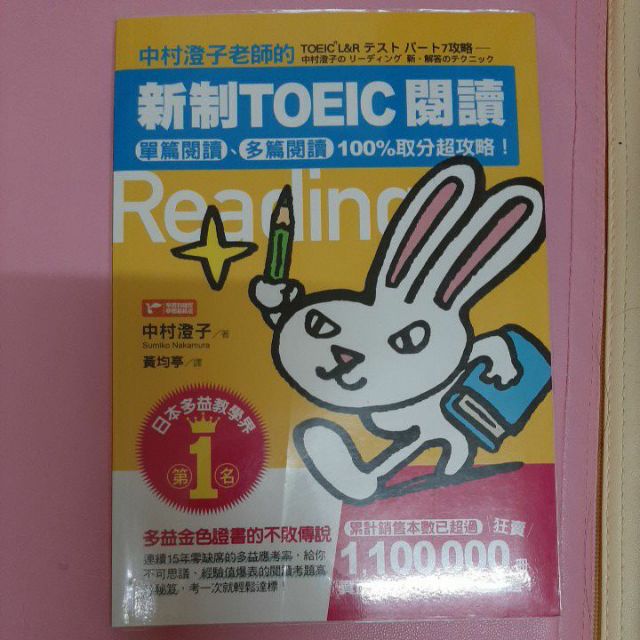 中村澄子老師的
TOEIC® L&R テスト パート7攻略
中村澄子の リーディング 新・解答のテクニック
新制TOEIC 閱讀
單篇閱讀、多篇閱讀 100%取分超攻略！
Reading
中村澄子／著
Sumiko Nakamura
黃均亭／譯
日本多益教學界
第1名
多益金色證書的不敗傳說
連續15年零缺席的多益應考率，給你
不可思議、經驗值爆表的閱讀考題高
分秘笈，考一次就輕鬆達標！
累計銷售本數已超過 狂賣
1,100,000冊